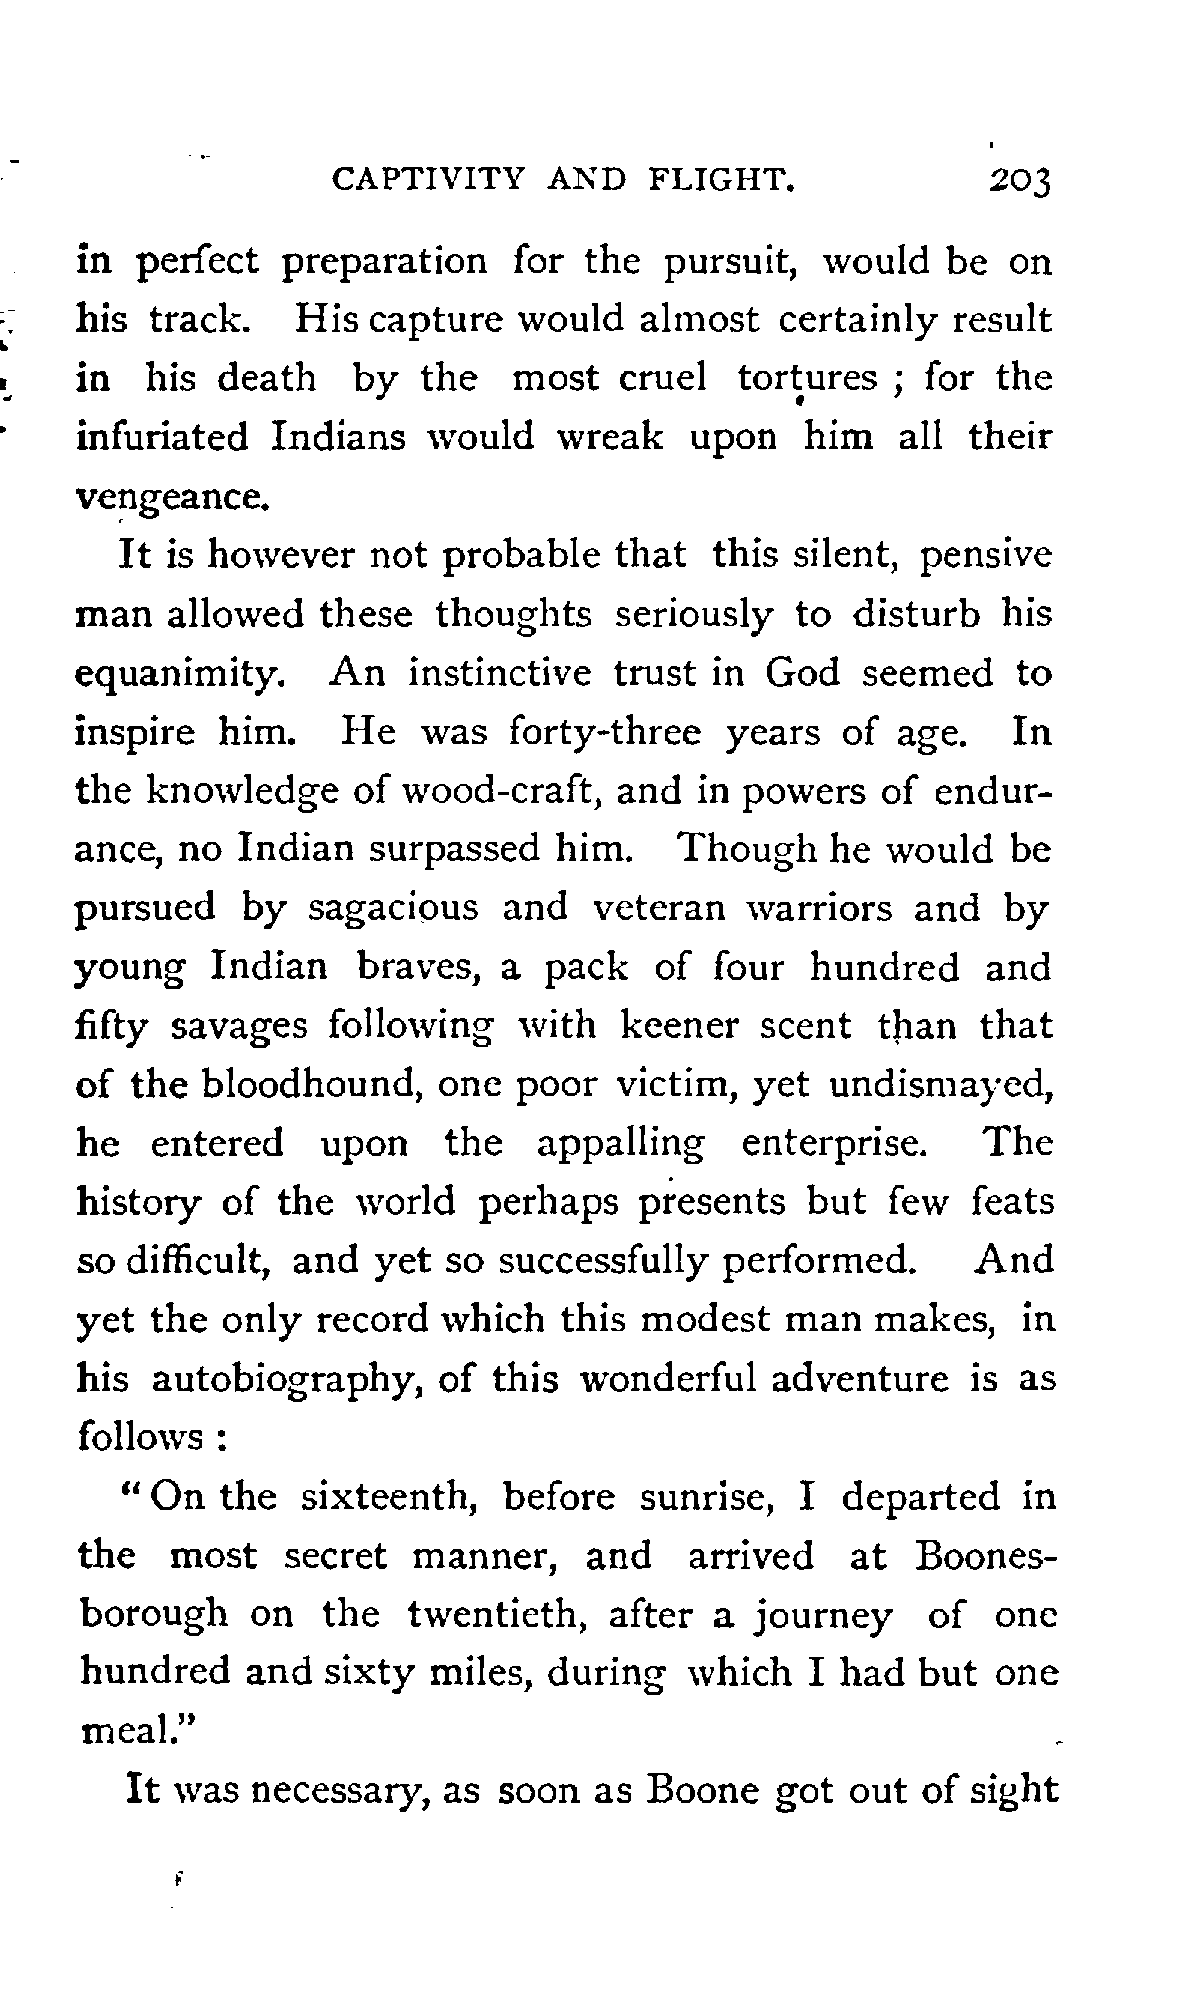 CAPTIVITY AND FLIGHT. 203
in perfect preparation for the pursuit, would be on
his track. His capture would almost certainly result
in his death by the most cruel tortures ; for the
infuriated Indians would wreak upon him all their
vengeance.
It is however not probable that this silent, pensive
man allowed these thoughts seriously to disturb his
equanimity. An instinctive trust in God seemed to
inspire him. He was forty-three years of age. In
the knowledge of wood-craft, and in powers of endur-
ance, no Indian surpassed him. Though he would be
pursued by sagacious and veteran warriors and by
young Indian braves, a pack of four hundred and
fifty savages following with keener scent than that
of the bloodhound, one poor victim, yet undismayed,
he entered upon the appalling enterprise. The
history of the world perhaps presents but few feats
so difficult, and yet so successfully performed. And
yet the only record which this modest man makes, in
his autobiography, of this wonderful adventure is as
follows :
“On the sixteenth, before sunrise, I departed in
the most secret manner, and arrived at Boones-
borough on the twentieth, after a journey of one
hundred and sixty miles, during which I had but one
meal.”
It was necessary, as soon as Boone got out of sight